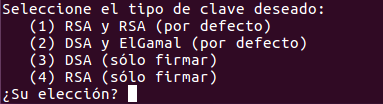 Seleccione el tipo de clave deseado:
(1) RSA y RSA (por defecto)
(2) DSA y ElGamal (por defecto)
(3) DSA (sólo firmar)
(4) RSA (sólo firmar)
¿Su elección?